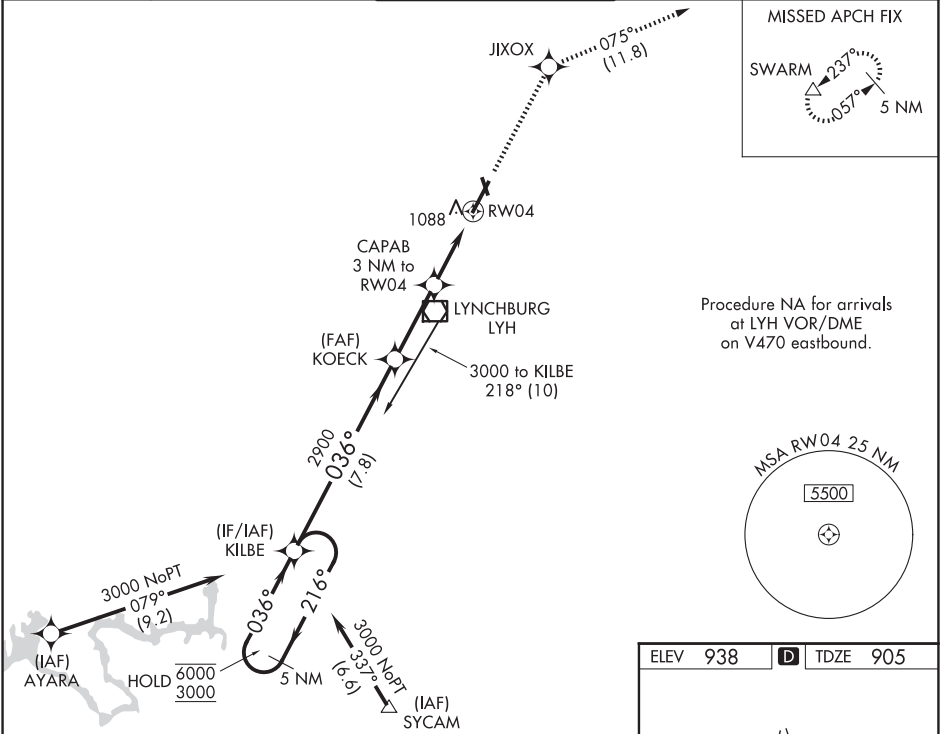 MISSED APCH FIX
SWARM
237°
057°
5 NM
JIXOX
075°
(11.8)
1088
RW04
CAPAB
3 NM to
RW04
LYNCHBURG
LYH
(FAF)
KOECK
3000 to KILBE
218° (10)
Procedure NA for arrivals
at LYH VOR/DME
on V470 eastbound.
2900
036°
(7.8)
MSA RW04 25 NM
5500
(IF/IAF)
KILBE
3000 NoPT
079°
(9.2)
(IAF)
AYARA
036°
216°
HOLD
6000
3000
5 NM
3000 NoPT
337°
(6.6)
(IAF)
SYCAM
ELEV 938 D TDZE 905